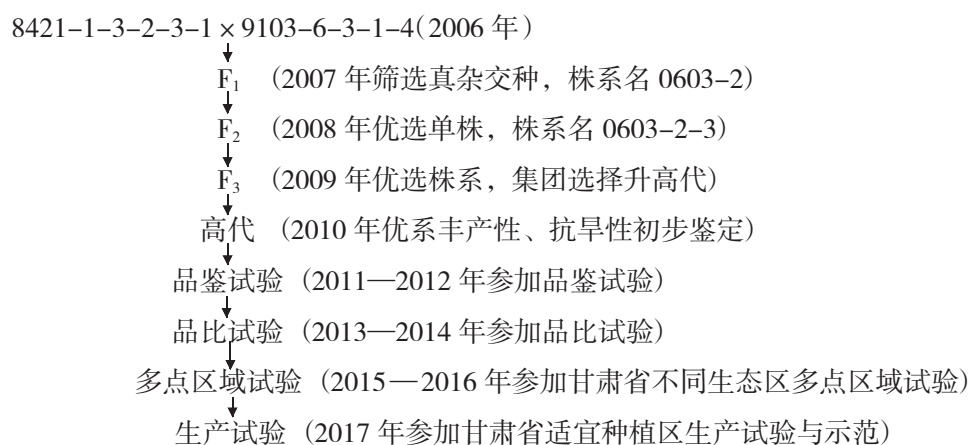 8421-1-3-2-3-1×9103-6-3-1-4(2006 年)
F₁ (2007 年筛选真杂交种，株系名 0603-2)
F₂ (2008 年优选单株，株系名 0603-2-3)
F₃ (2009 年优选株系，集团选择升高代)
高代 (2010 年优系丰产性、抗旱性初步鉴定)
品鉴试验 (2011—2012 年参加品鉴试验)
品比试验 (2013—2014 年参加品比试验)
多点区域试验 (2015—2016 年参加甘肃省不同生态区多点区域试验)
生产试验 (2017 年参加甘肃省适宜种植区生产试验与示范)